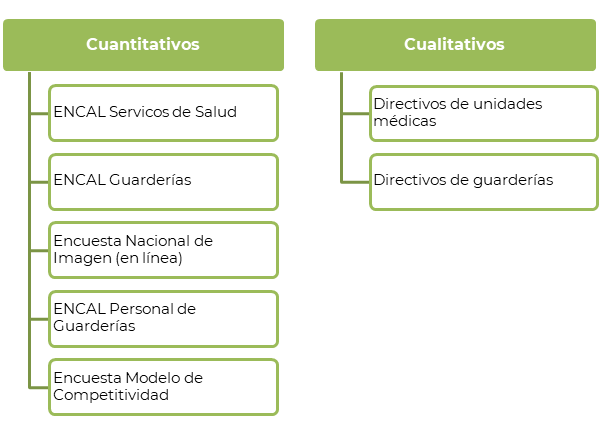 Cuantitativos
ENCAL Servicos de Salud
ENCAL Guarderías
Encuesta Nacional de
Imagen (en línea)
ENCAL Personal de
Guarderías
Encuesta Modelo de
Competitividad
Cualitativos
Directivos de unidades
médicas
Directivos de guarderías